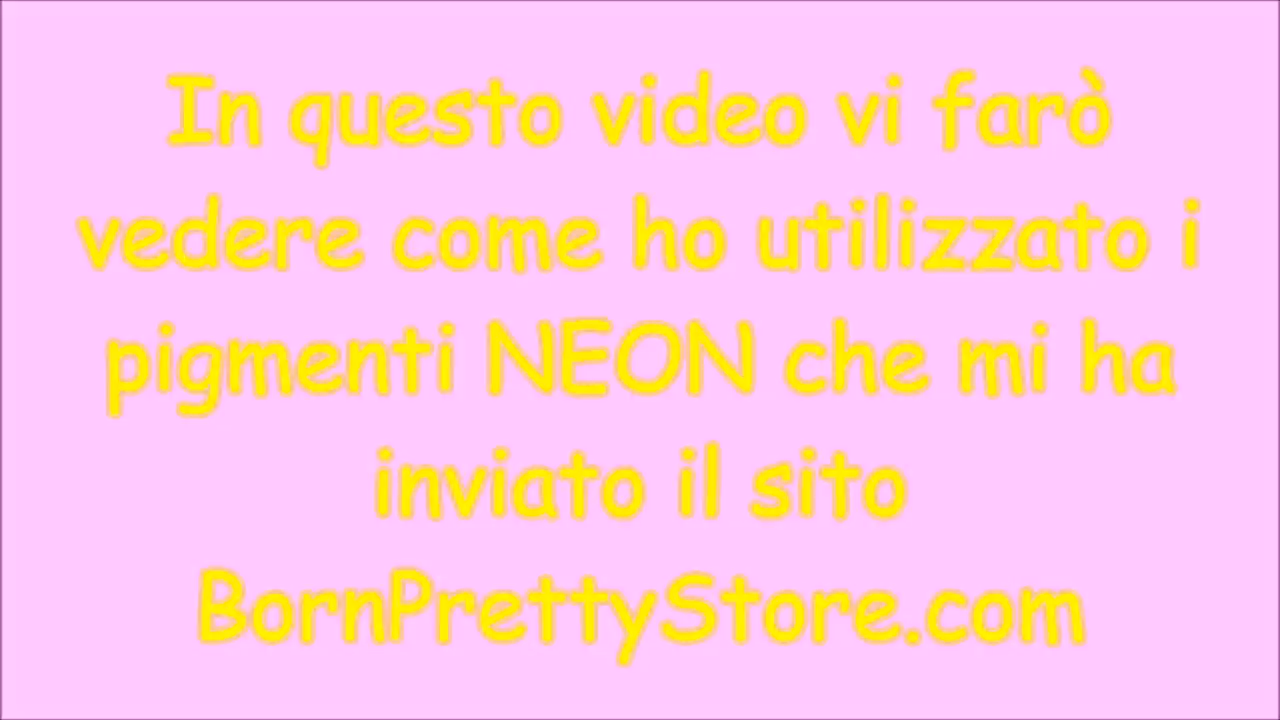 In questo video vi farò
vedere come ho utilizzato i
pigmenti NEON che mi ha
inviato il sito
BornPrettyStore.com